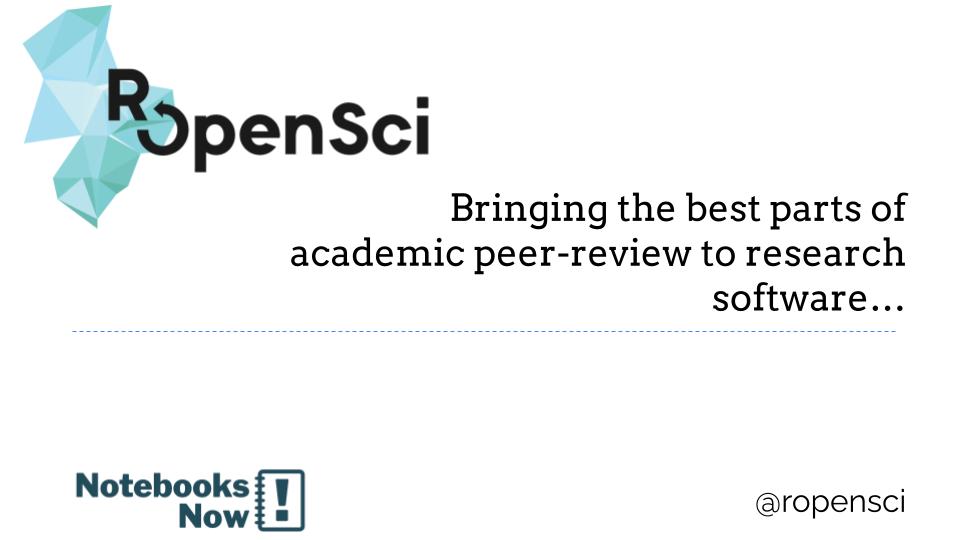 ROpenSci
Bringing the best parts of
academic peer-review to research
software...
Notebooks
Now !
@ropensci